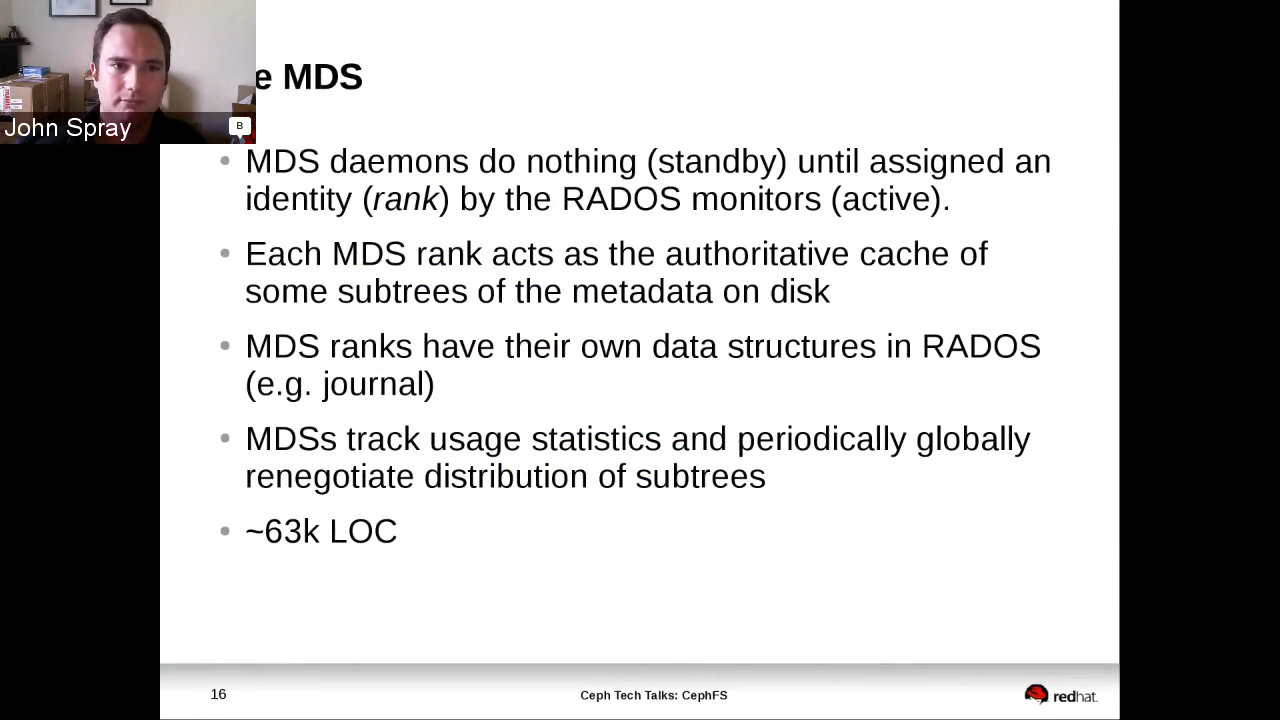 e MDS
John Spray
B
• MDS daemons do nothing (standby) until assigned an
identity (rank) by the RADOS monitors (active).
• Each MDS rank acts as the authoritative cache of
some subtrees of the metadata on disk
• MDS ranks have their own data structures in RADOS
(e.g. journal)
• MDSs track usage statistics and periodically globally
renegotiate distribution of subtrees
• ~63k LOC
16
Ceph Tech Talks: CephFS
redhat.